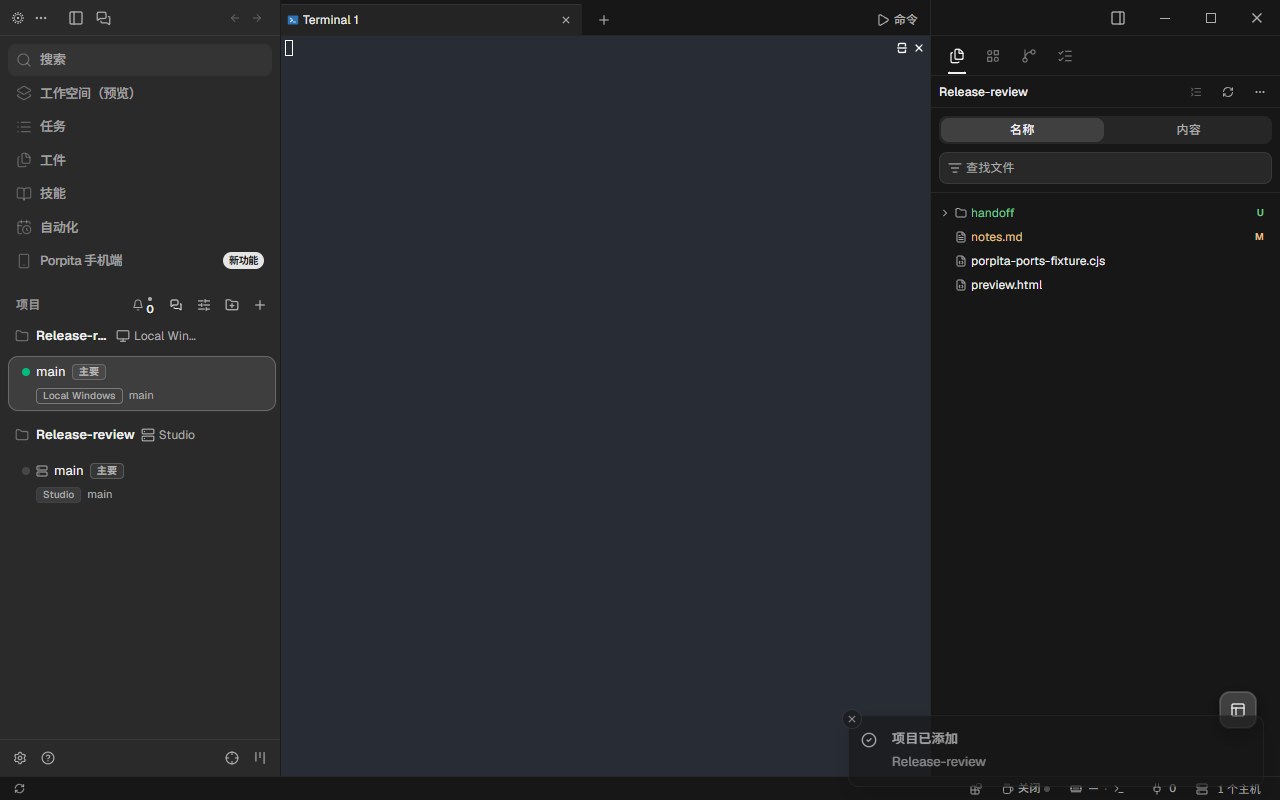 Terminal 1
命令
搜索
工作空间（预览）
任务
工件
技能
自动化
Porpita 手机端
新功能
项目
0
Release-r...
Local Win...
main
主要
Local Windows
main
Release-review
Studio
main
主要
Studio
main
Release-review
名称
内容
查找文件
handoff
U
notes.md
M
porpita-ports-fixture.cjs
preview.html
项目已添加
Release-review
关闭
0
1 个主机